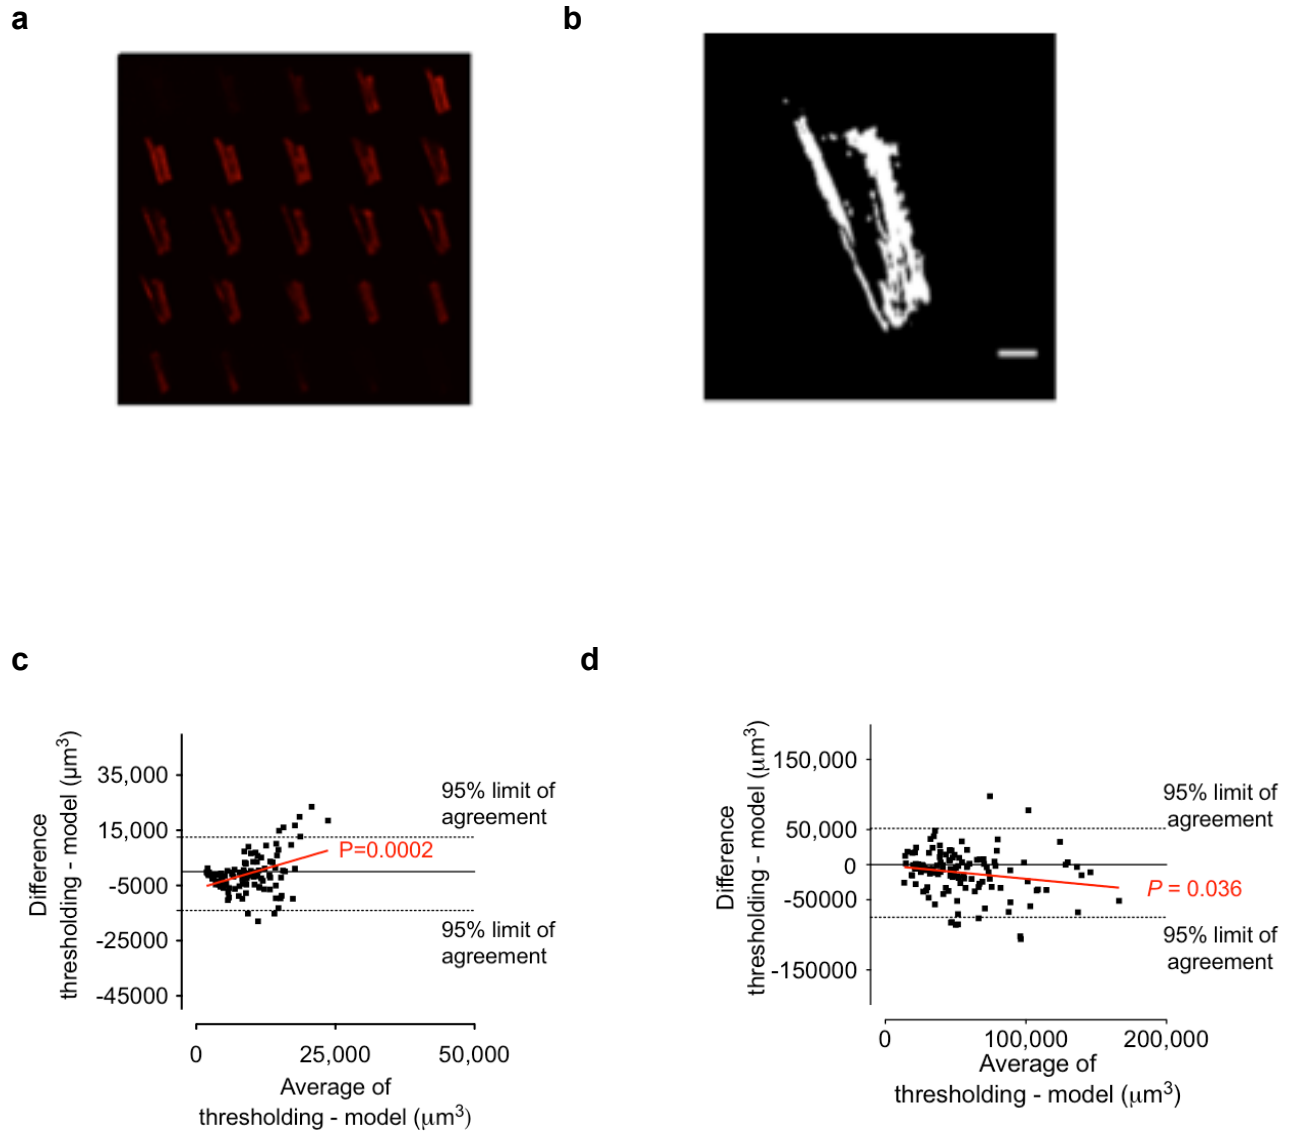 a
b
c
d
Difference
thresholding - model (μm³)
35,000
15,000
-5000
-25,000
-45000
95% limit of
agreement
P=0.0002
95% limit of
agreement
0
25,000
50,000
Average of
thresholding - model (μm³)
Difference
thresholding - model (μm³)
150,000
50,000
0
-50000
-150000
95% limit of
agreement
P = 0.036
95% limit of
agreement
0
100,000
200,000
Average of
thresholding - model (μm³)